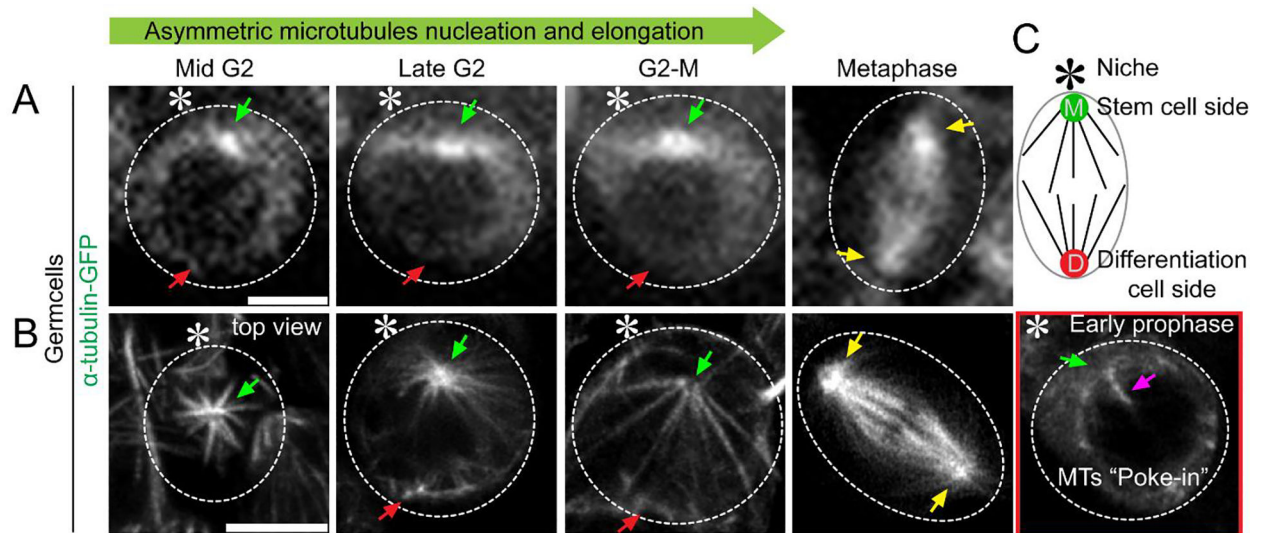 Asymmetric microtubules nucleation and elongation
Mid G2
Late G2
G2-M
Metaphase
A
B
Germcells
α-tubulin-GFP
top view
C
Niche
M
Stem cell side
D
Differentiation
cell side
Early prophase
MTs “Poke-in”